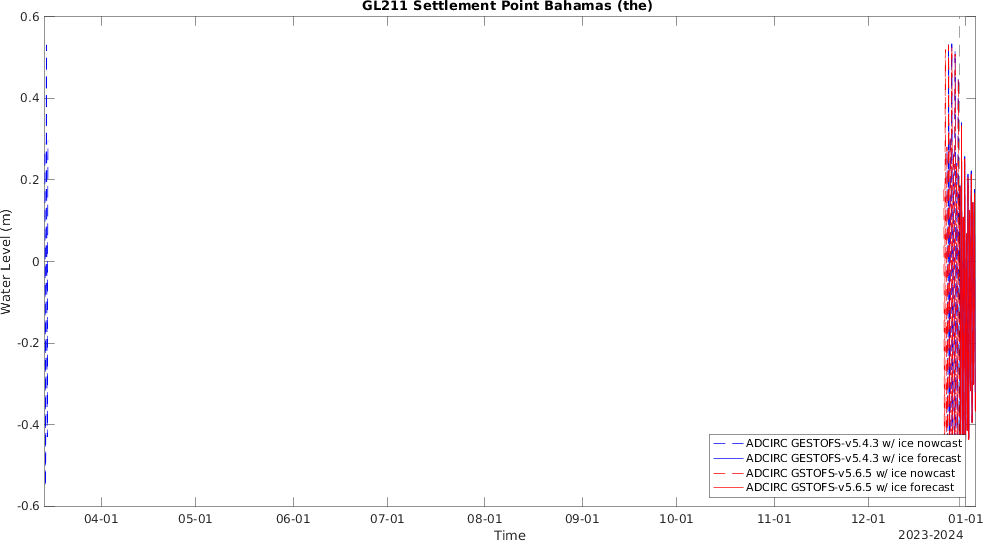 GL211 Settlement Point Bahamas (the)
0.6
0.4
0.2
0
-0.2
-0.4
-0.6
Water Level (m)
ADCIRC GESTOFS-v5.4.3 w/ ice nowcast
ADCIRC GESTOFS-v5.4.3 w/ ice forecast
ADCIRC GSTOFS-v5.6.5 w/ ice nowcast
ADCIRC GSTOFS-v5.6.5 w/ ice forecast
04-01 05-01 06-01 07-01 08-01 09-01 10-01 11-01 12-01 01-01
Time
2023-2024